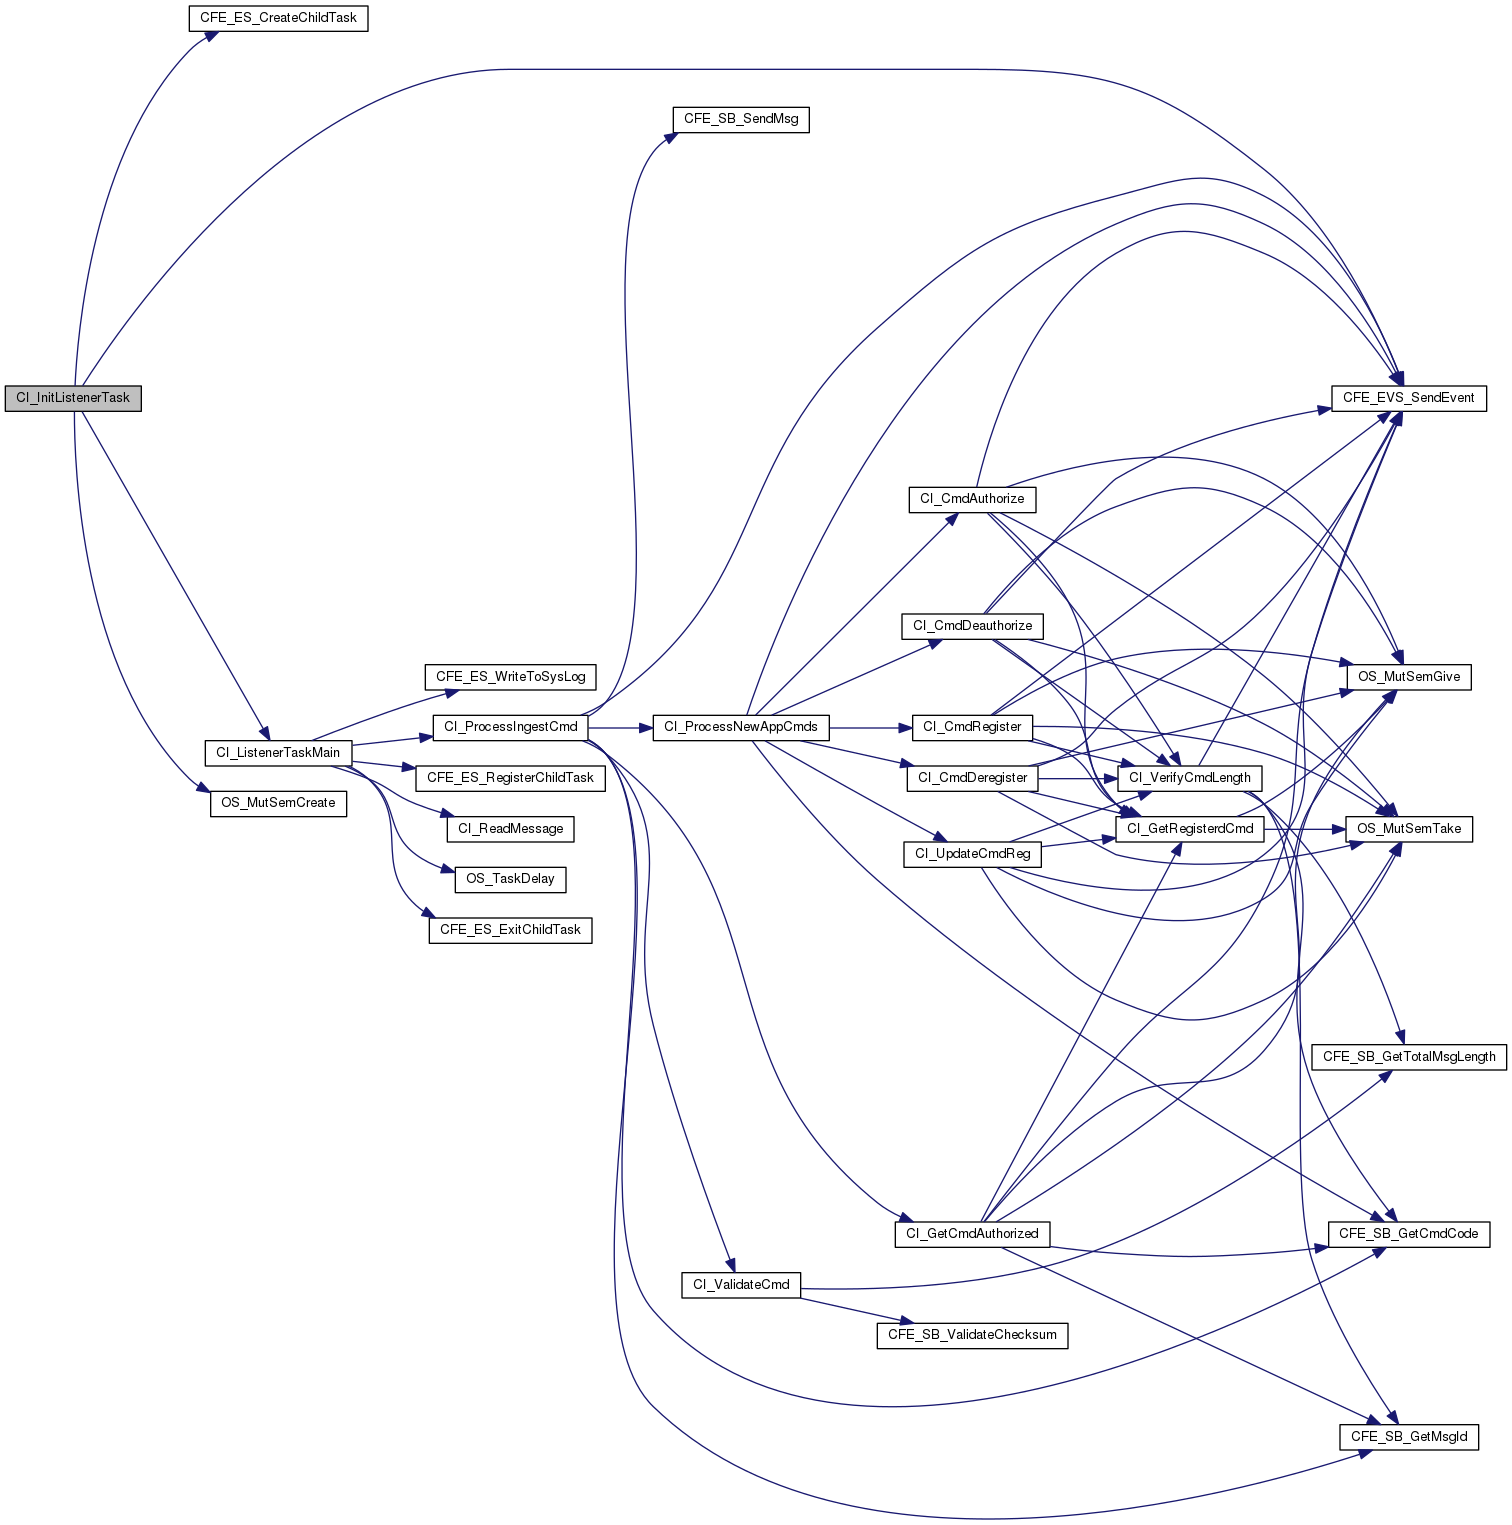 CFE_ES_CreateChildTask
CFE_SB_SendMsg
CI_InitListenerTask
CFE_EVS_SendEvent
CI_CmdAuthorize
CI_CmdDeauthorize
CFE_ES_WriteToSysLog
OS_MutSemGive
CI_ProcessIngestCmd
CI_ProcessNewAppCmds
CI_CmdRegister
CI_ListenerTaskMain
CFE_ES_RegisterChildTask
CI_CmdDeregister
CI_VerifyCmdLength
OS_MutSemCreate
CI_ReadMessage
CI_GetRegisterdCmd
OS_MutSemTake
CI_UpdateCmdReg
OS_TaskDelay
CFE_ES_ExitChildTask
CFE_SB_GetTotalMsgLength
CI_GetCmdAuthorized
CFE_SB_GetCmdCode
CI_ValidateCmd
CFE_SB_ValidateChecksum
CFE_SB_GetMsgId